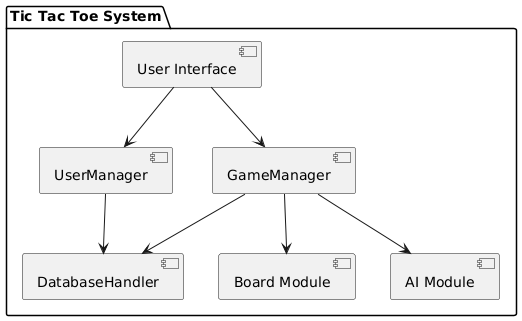 Tic Tac Toe System
User Interface
UserManager
GameManager
DatabaseHandler
Board Module
AI Module